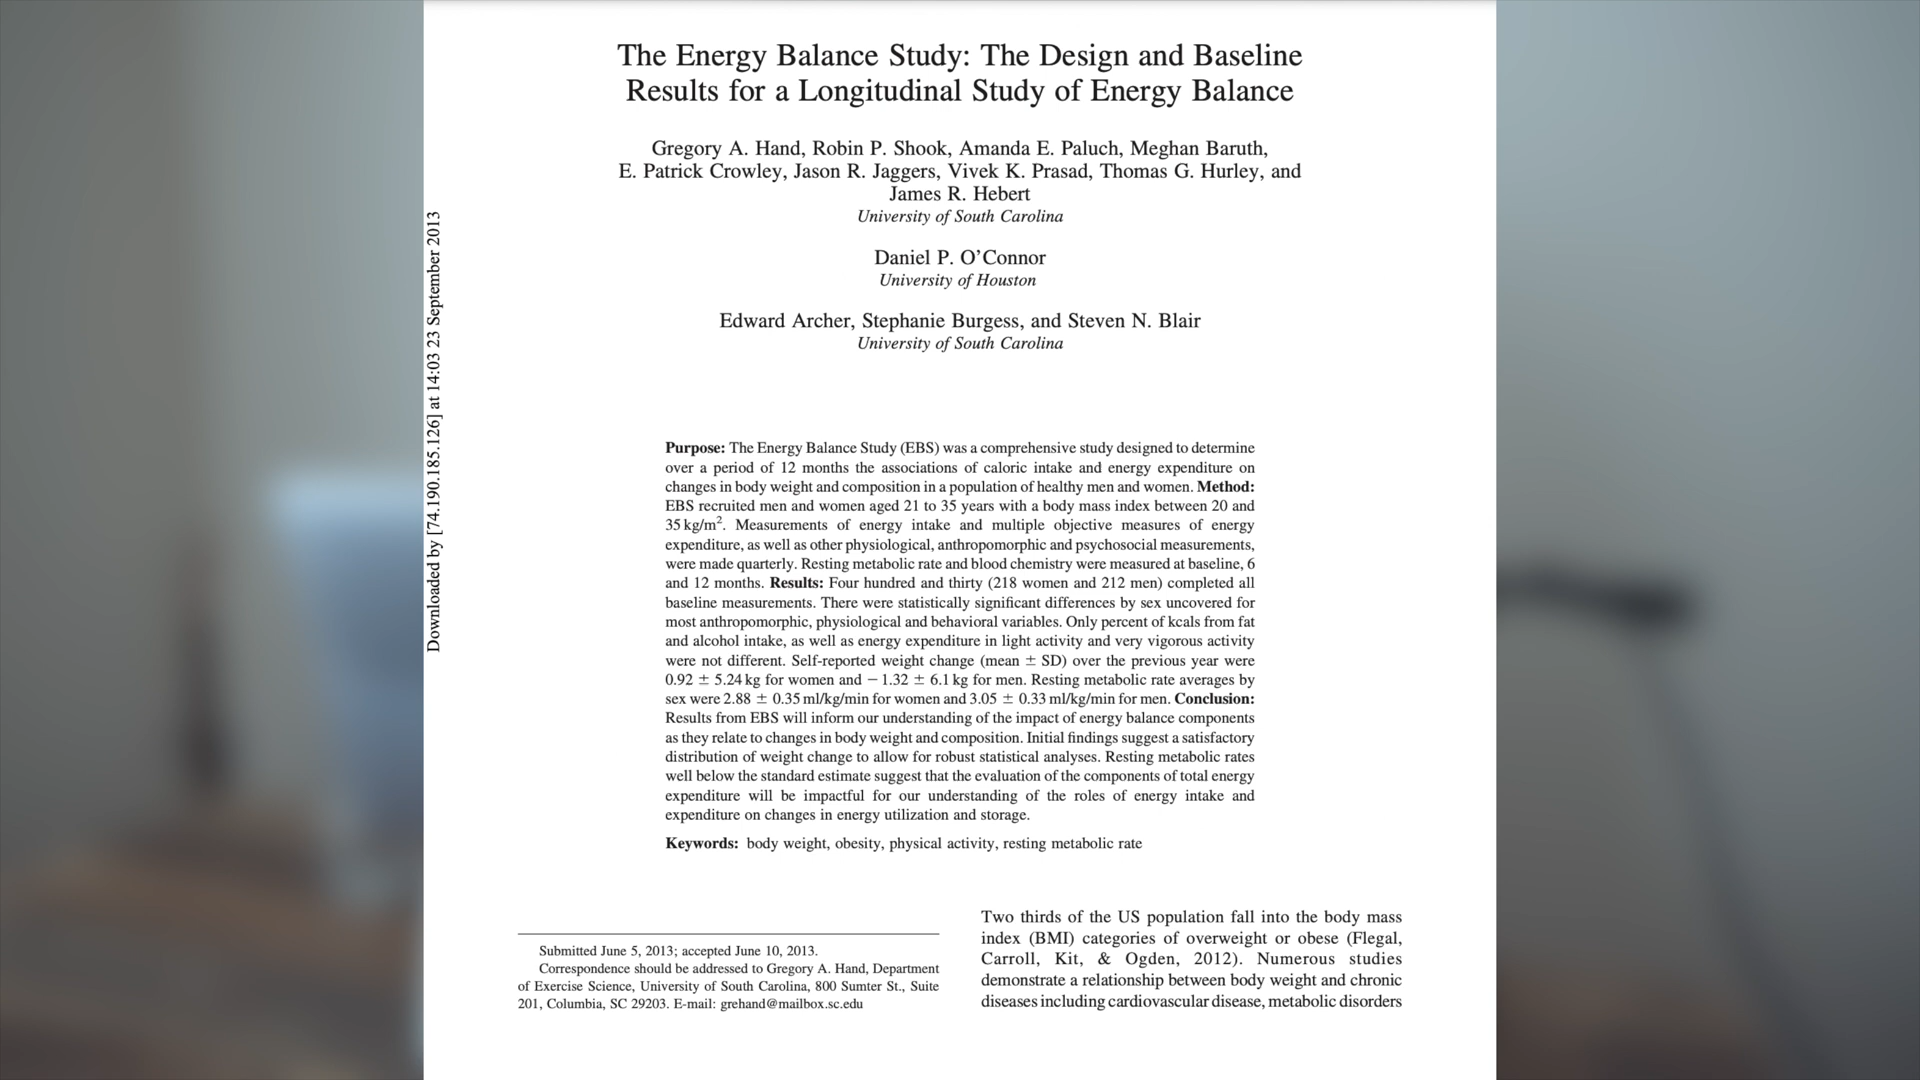 The Energy Balance Study: The Design and Baseline
Results for a Longitudinal Study of Energy Balance
Gregory A. Hand, Robin P. Shook, Amanda E. Paluch, Meghan Baruth,
E. Patrick Crowley, Jason R. Jaggers, Vivek K. Prasad, Thomas G. Hurley, and
James R. Hebert
University of South Carolina
Daniel P. O’Connor
University of Houston
Edward Archer, Stephanie Burgess, and Steven N. Blair
University of South Carolina
Downloaded by [74.190.185.126] at 14:03 23 September 2013
Purpose: The Energy Balance Study (EBS) was a comprehensive study designed to determine
over a period of 12 months the associations of caloric intake and energy expenditure on
changes in body weight and composition in a population of healthy men and women. Method:
EBS recruited men and women aged 21 to 35 years with a body mass index between 20 and
35 kg/m². Measurements of energy intake and multiple objective measures of energy
expenditure, as well as other physiological, anthropomorphic and psychosocial measurements,
were made quarterly. Resting metabolic rate and blood chemistry were measured at baseline, 6
and 12 months. Results: Four hundred and thirty (218 women and 212 men) completed all
baseline measurements. There were statistically significant differences by sex uncovered for
most anthropomorphic, physiological and behavioral variables. Only percent of kcals from fat
and alcohol intake, as well as energy expenditure in light activity and very vigorous activity
were not different. Self-reported weight change (mean ± SD) over the previous year were
0.92 ± 5.24 kg for women and − 1.32 ± 6.1 kg for men. Resting metabolic rate averages by
sex were 2.88 ± 0.35 ml/kg/min for women and 3.05 ± 0.33 ml/kg/min for men. Conclusion:
Results from EBS will inform our understanding of the impact of energy balance components
as they relate to changes in body weight and composition. Initial findings suggest a satisfactory
distribution of weight change to allow for robust statistical analyses. Resting metabolic rates
well below the standard estimate suggest that the evaluation of the components of total energy
expenditure will be impactful for our understanding of the roles of energy intake and
expenditure on changes in energy utilization and storage.
Keywords: body weight, obesity, physical activity, resting metabolic rate
Submitted June 5, 2013; accepted June 10, 2013.
Correspondence should be addressed to Gregory A. Hand, Department
of Exercise Science, University of South Carolina, 800 Sumter St., Suite
201, Columbia, SC 29203. E-mail: grehand@mailbox.sc.edu
Two thirds of the US population fall into the body mass
index (BMI) categories of overweight or obese (Flegal,
Carroll, Kit, & Ogden, 2012). Numerous studies
demonstrate a relationship between body weight and chronic
diseases including cardiovascular disease, metabolic disorders